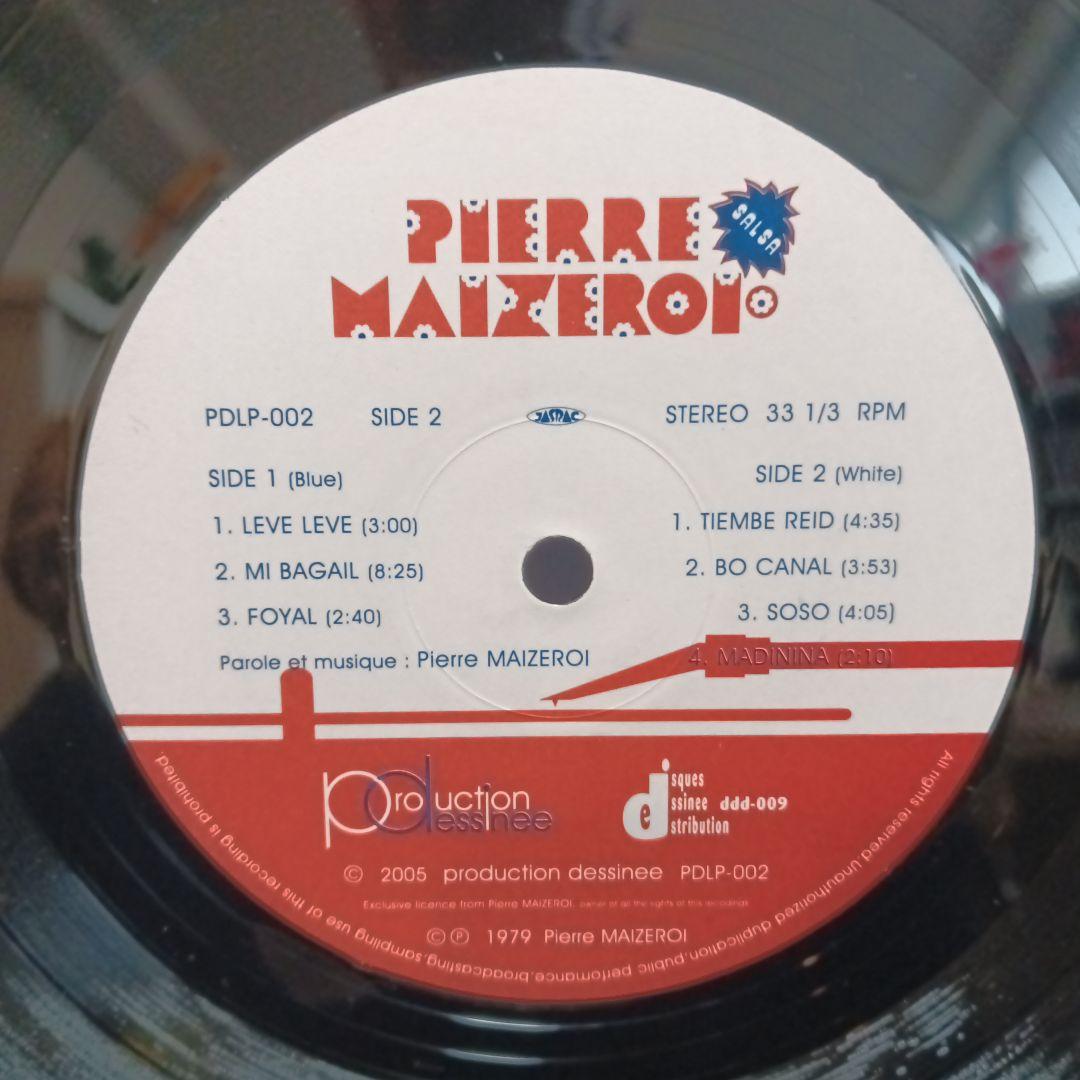 PIERRE
SALSA
MAIZEROI
PDLP-002 SIDE 2 JASRAC STEREO 33 1/3 RPM
SIDE 1 (Blue)
1. LEVE LEVE (3:00)
2. MI BAGAIL (8:25)
3. FOYAL (2:40)
Parole et musique : Pierre MAIZEROI
SIDE 2 (White)
1. TIEMBE REID (4:35)
2. BO CANAL (3:53)
3. SOSO (4:05)
4. MADININA (2:10)
production
dessinee
disques
dessinee ddd-009
distribution
© 2005 production dessinee PDLP-002
Exclusive licence from Pierre MAIZEROI. owner of all the rights of this recordings
© ℗ 1979 Pierre MAIZEROI
All rights reserved unauthorized duplication,public perfomance,broadcasting,sampling use of this recording is prohibited.